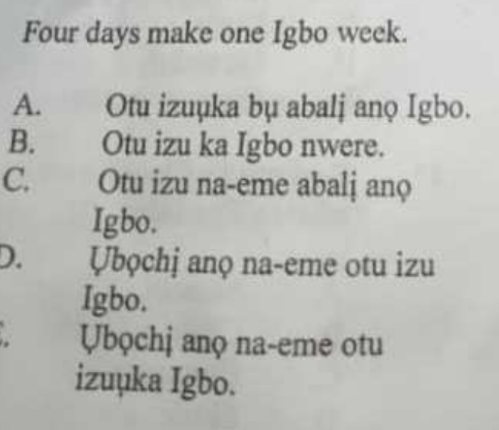 Four days make one Igbo week.
A. Otu izuụka bụ abalị anọ Igbo.
B. Otu izu ka Igbo nwere.
C. Otu izu na-eme abalị anọ
Igbo.
D. Ụbọchị anọ na-eme otu izu
Igbo.
Ụbọchị anọ na-eme otu
izuụka Igbo.